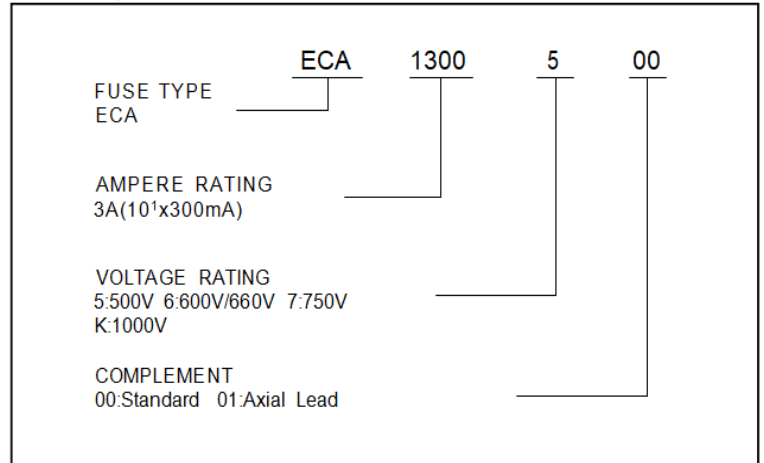 ECA 1300 5 00
FUSE TYPE
ECA
AMPERE RATING
3A(10¹x300mA)
VOLTAGE RATING
5:500V 6:600V/660V 7:750V
K:1000V
COMPLEMENT
00:Standard 01:Axial Lead